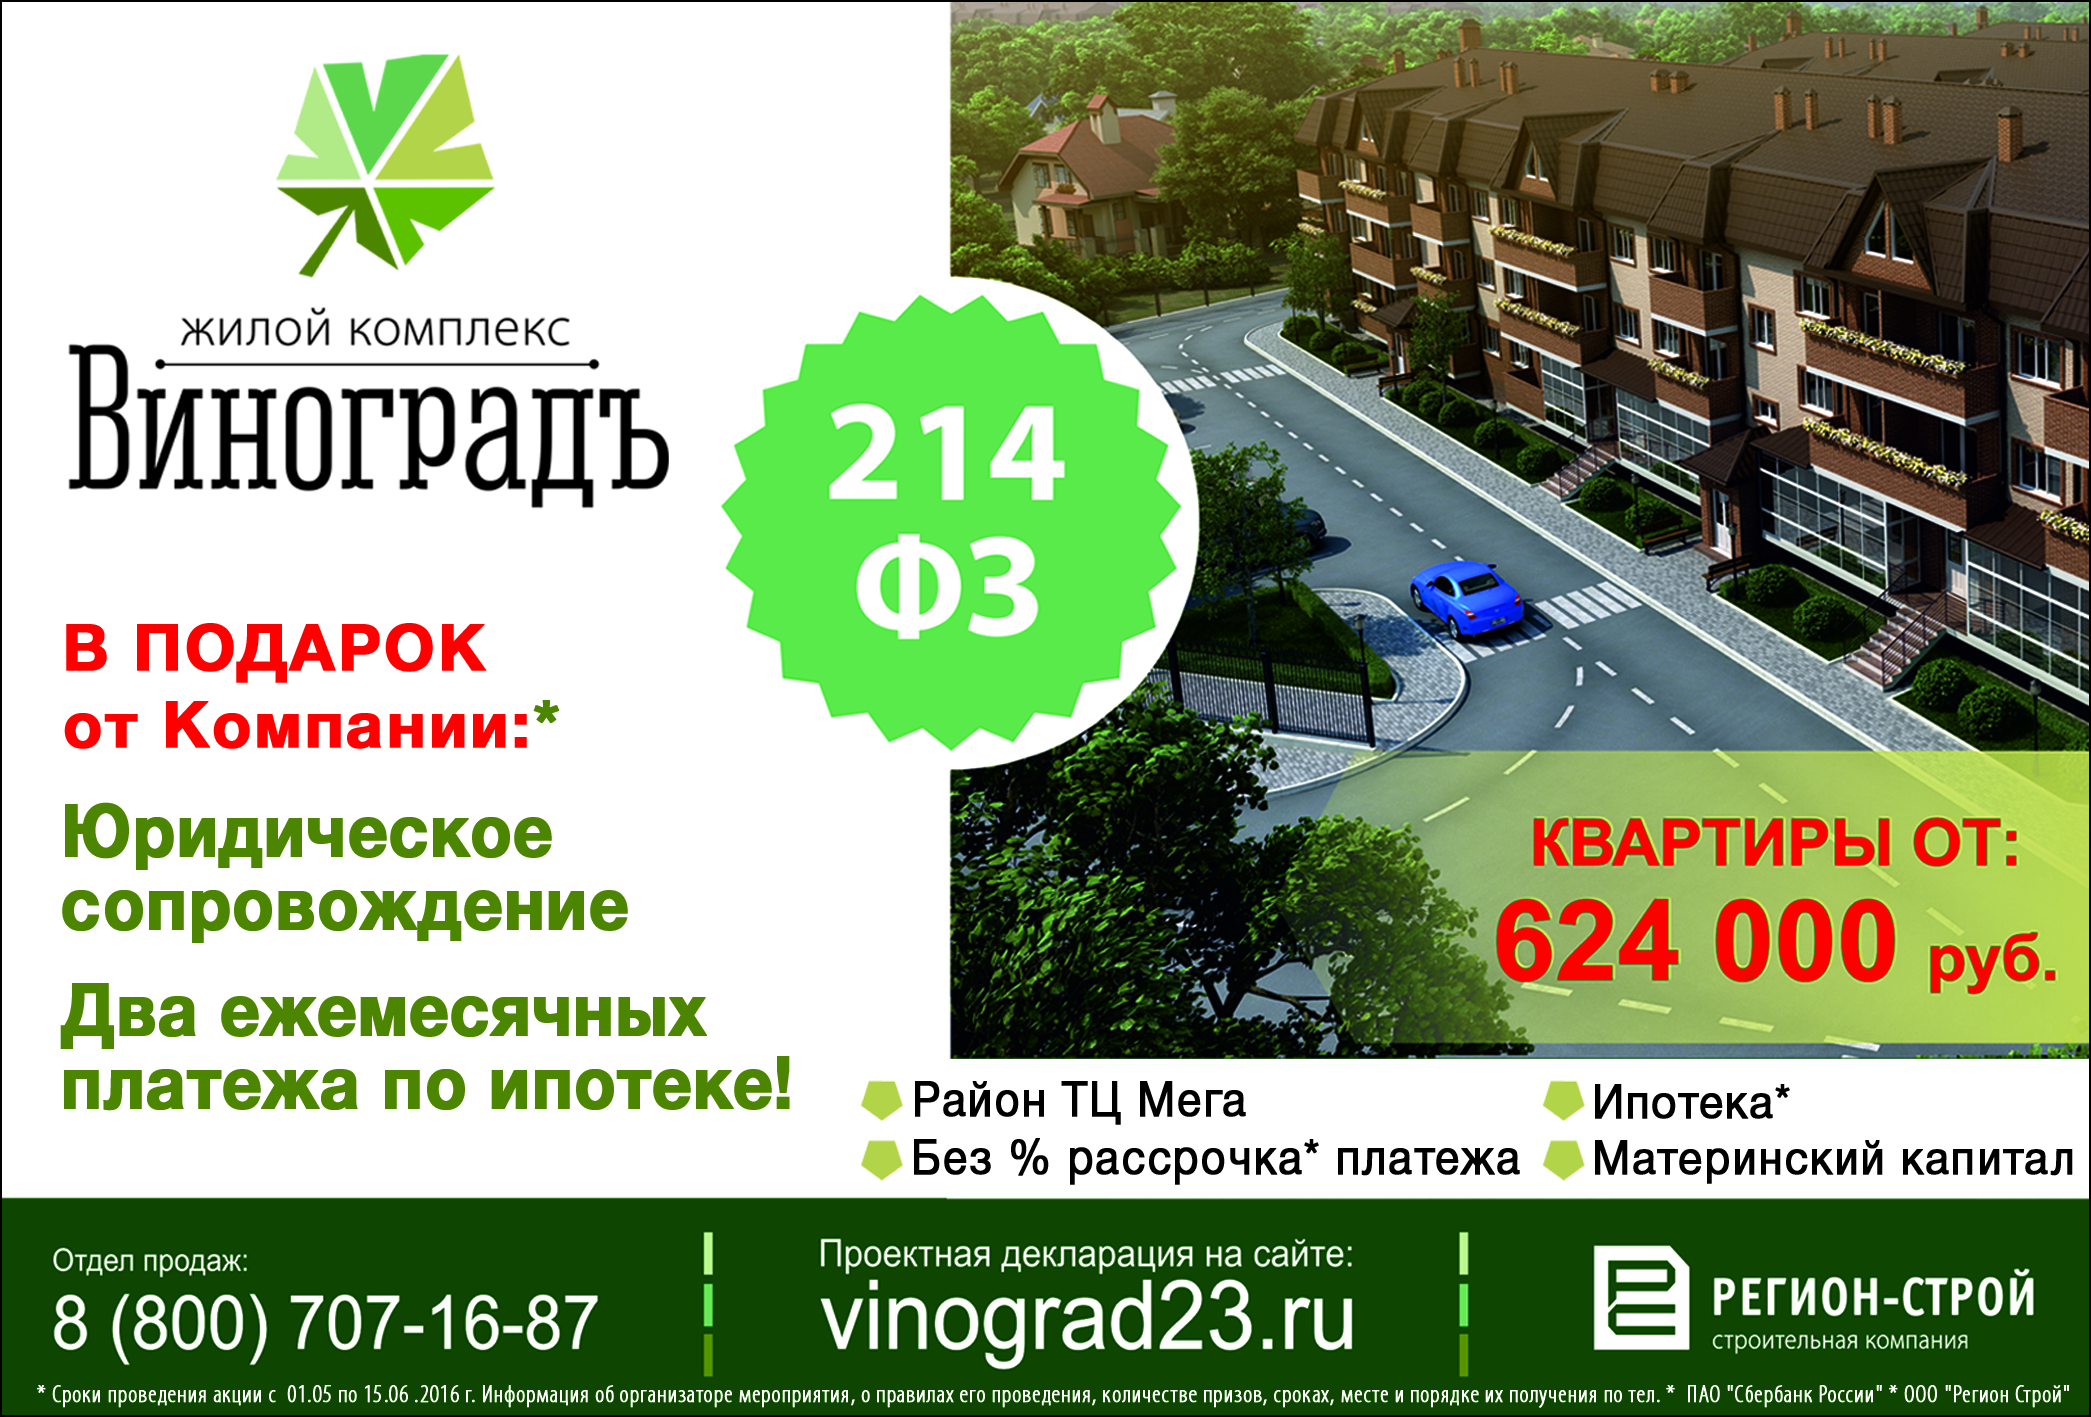 жилой комплекс
Виноградъ
214
ФЗ
В ПОДАРОК
от Компании:*
Юридическое
сопровождение
Два ежемесячных
платежа по ипотеке!
КВАРТИРЫ ОТ:
624 000 руб.
Район ТЦ Мега
Без % рассрочка* платежа
Ипотека*
Материнский капитал
Отдел продаж:
8 (800) 707-16-87
Проектная декларация на сайте:
vinograd23.ru
РЕГИОН-СТРОЙ
строительная компания
* Сроки проведения акции с 01.05 по 15.06 .2016 г. Информация об организаторе мероприятия, о правилах его проведения, количестве призов, сроках, месте и порядке их получения по тел. * ПАО "Сбербанк России" * ООО "Регион Строй"